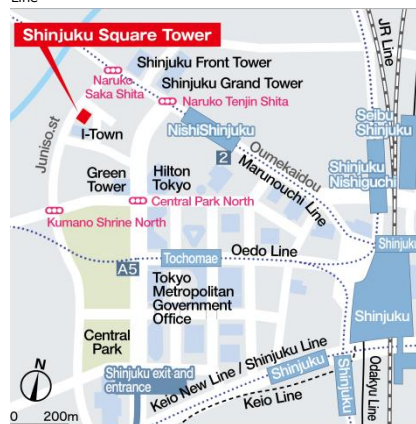 Line
Shinjuku Square Tower
JR Line
Shinjuku Front Tower
Naruko
Saka Shita
Shinjuku Grand Tower
Naruko Tenjin Shita
Seibu
Shinjuku
I-Town
NishiShinjuku
Juniso.st
2
Oumekaidou
Marunouchi Line
Shinjuku
Nishiguchi
Green
Tower
Hilton
Tokyo
Central Park North
Kumano Shrine North
Oedo Line
Shinjuku
Tochomae
A5
Tokyo
Metropolitan
Government
Office
Shinjuku
Central
Park
N
Shinjuku exit and
entrance
Keio New Line / Shinjuku Line
Shinjuku
Shinjuku
Keio Line
Odakyu Line
0 200m